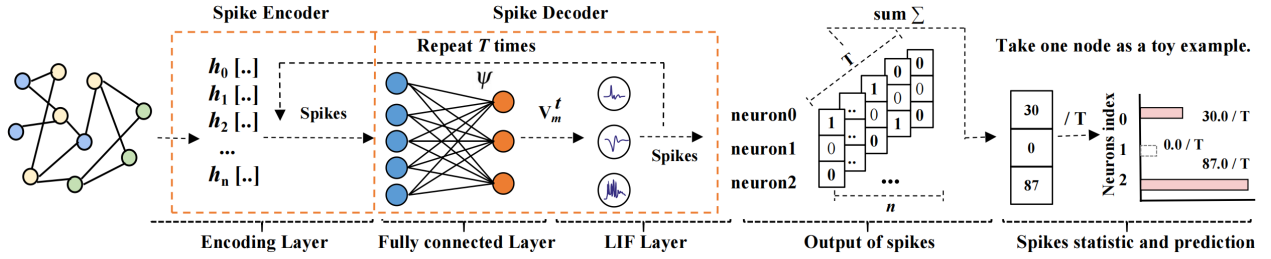 Spike Encoder
Spike Decoder
sum ∑
Repeat T times
Take one node as a toy example.
h0 [..]
h1 [..]
h2 [..]
...
hn [..]
Spikes
ψ
V_m^t
Spikes
T
neuron0
neuron1
neuron2
1
0
0
..
..
1
0
0
0
0
1
0
0
0
...
n
30
0
87
/ T
Neurons index
0
1
2
30.0 / T
0.0 / T
87.0 / T
Encoding Layer
Fully connected Layer
LIF Layer
Output of spikes
Spikes statistic and prediction